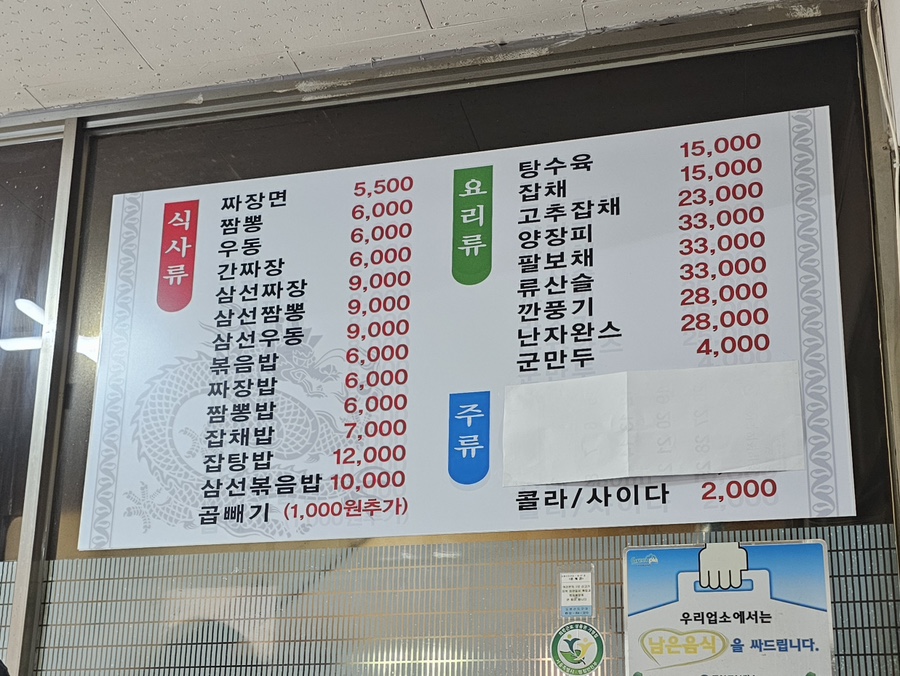 식사류
짜장면 5,500
짬뽕 6,000
우동 6,000
간짜장 6,000
삼선짜장 9,000
삼선짬뽕 9,000
삼선우동 9,000
볶음밥 6,000
짜장밥 6,000
짬뽕밥 6,000
잡채밥 7,000
잡탕밥 12,000
삼선볶음밥 10,000
곱빼기 (1,000원추가)
요리류
탕수육 15,000
잡채 15,000
고추잡채 23,000
양장피 33,000
팔보채 33,000
류산슬 33,000
깐풍기 28,000
난자완스 28,000
군만두 4,000
주류
콜라/사이다 2,000
우리업소에서는
남은음식을 싸드립니다.